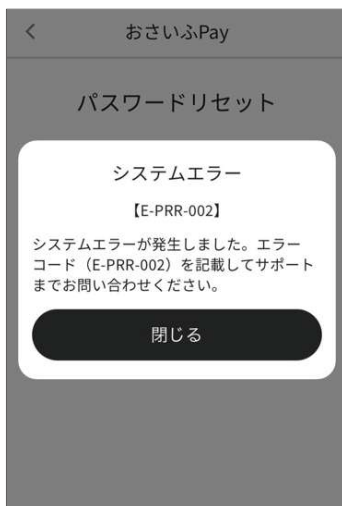 おさいふPay
パスワードリセット
システムエラー
【E-PRR-002】
システムエラーが発生しました。エラー
コード（E-PRR-002）を記載してサポート
までお問い合わせください。
閉じる